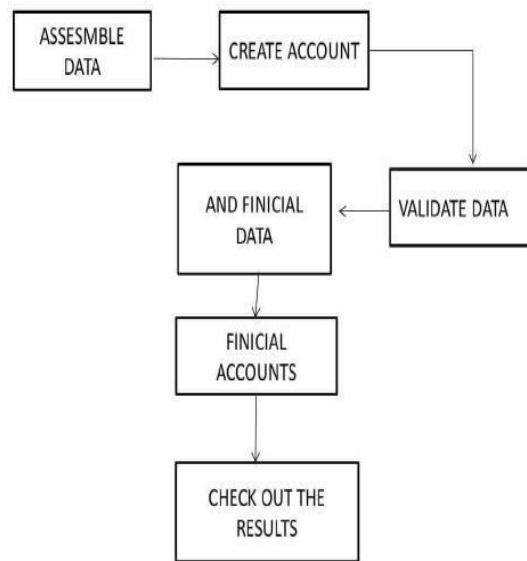 ASSESMBLE
DATA
CREATE ACCOUNT
VALIDATE DATA
AND FINICIAL
DATA
FINICIAL
ACCOUNTS
CHECK OUT THE
RESULTS